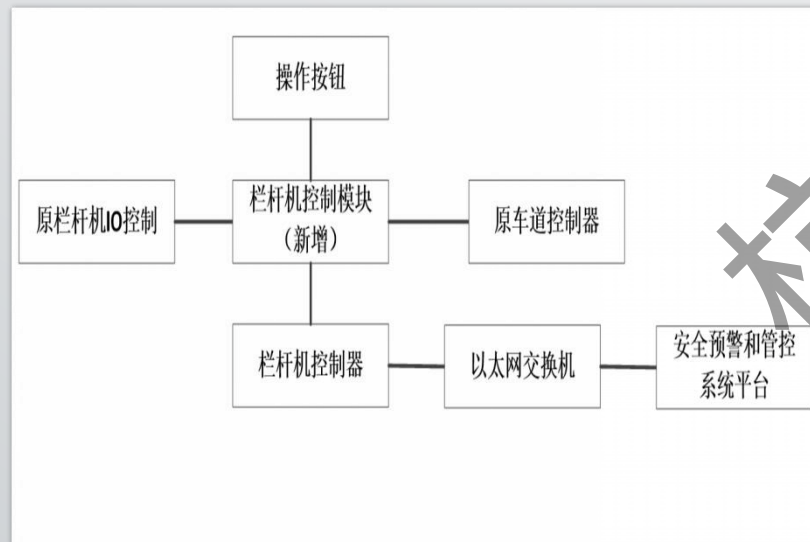 操作按钮
原栏杆机IO控制
栏杆机控制模块
（新增）
原车道控制器
栏杆机控制器
以太网交换机
安全预警和管控
系统平台